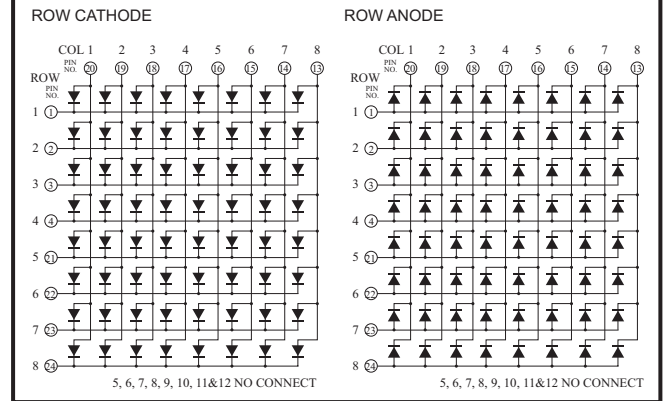 ROW CATHODE
COL 1 2 3 4 5 6 7 8
PIN NO. 20 19 18 17 16 15 14 13
ROW
PIN NO.
1 1
2 2
3 3
4 4
5 21
6 22
7 23
8 24
5, 6, 7, 8, 9, 10, 11&12 NO CONNECT
ROW ANODE
COL 1 2 3 4 5 6 7 8
PIN NO. 20 19 18 17 16 15 14 13
ROW
PIN NO.
1 1
2 2
3 3
4 4
5 21
6 22
7 23
8 24
5, 6, 7, 8, 9, 10, 11&12 NO CONNECT